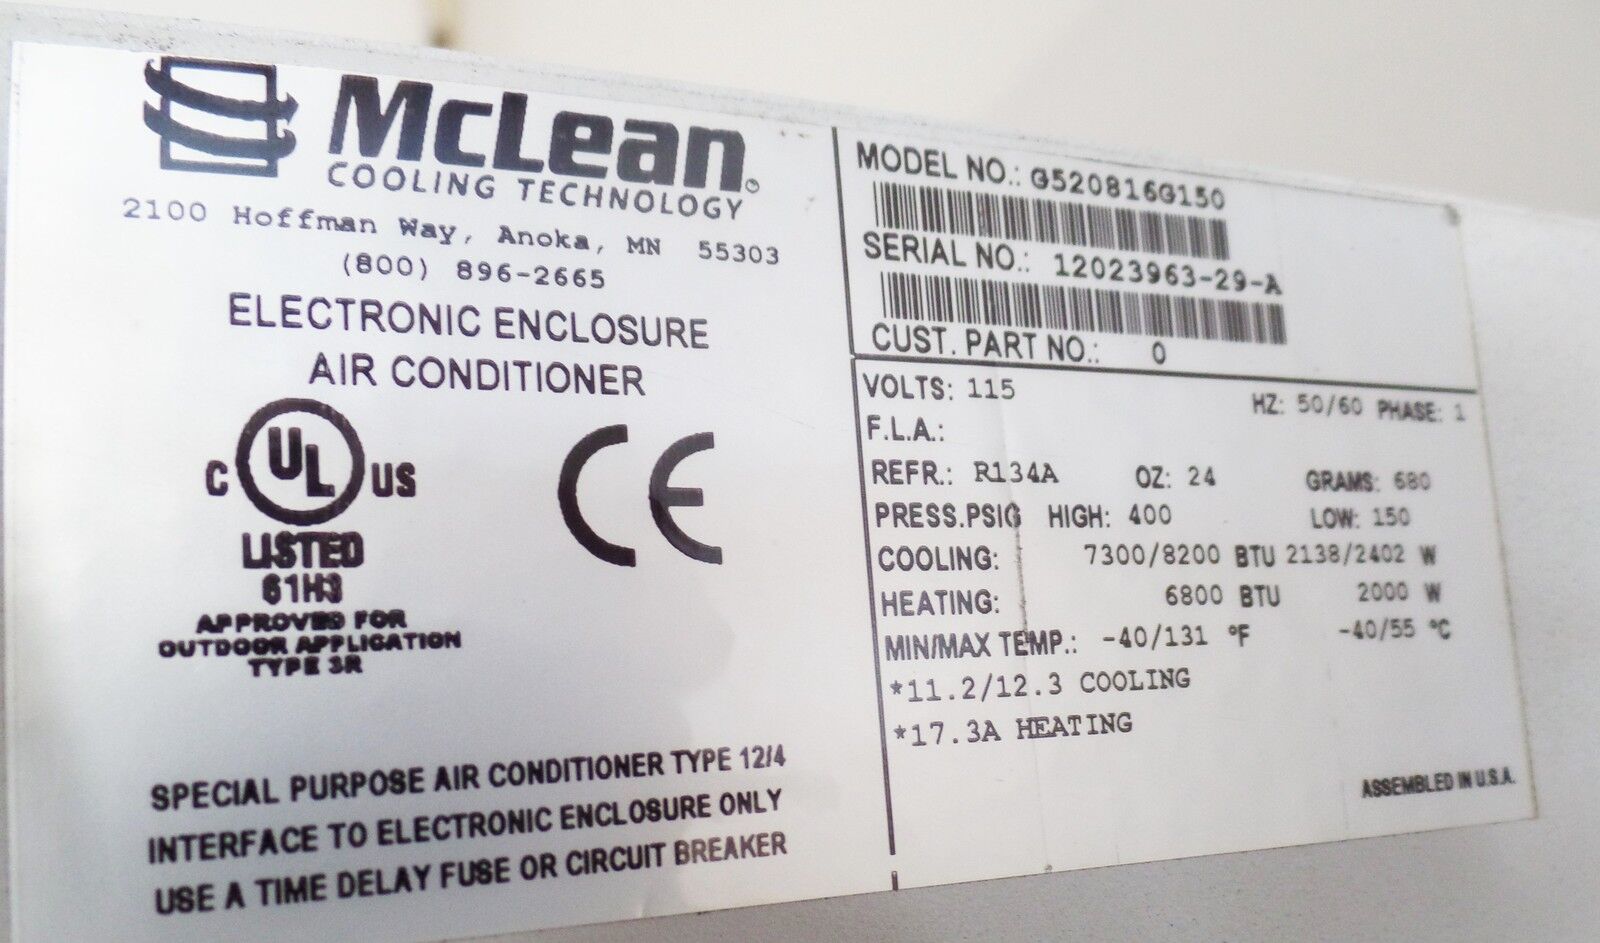 McLean
COOLING TECHNOLOGY
2100 Hoffman Way, Anoka, MN 55303
(800) 896-2665
ELECTRONIC ENCLOSURE
AIR CONDITIONER
C UL US
LISTED
61H3
APPROVED FOR
OUTDOOR APPLICATION
TYPE 3R
CE
SPECIAL PURPOSE AIR CONDITIONER TYPE 12/4
INTERFACE TO ELECTRONIC ENCLOSURE ONLY
USE A TIME DELAY FUSE OR CIRCUIT BREAKER
MODEL NO.: G520816G150
SERIAL NO.: 12023963-29-A
CUST. PART NO.: 0
VOLTS: 115 HZ: 50/60 PHASE: 1
F.L.A.:
REFR.: R134A OZ: 24 GRAMS: 680
PRESS.PSIG HIGH: 400 LOW: 150
COOLING: 7300/8200 BTU 2138/2402 W
HEATING: 6800 BTU 2000 W
MIN/MAX TEMP.: -40/131 °F -40/55 °C
*11.2/12.3 COOLING
*17.3A HEATING
ASSEMBLED IN U.S.A.